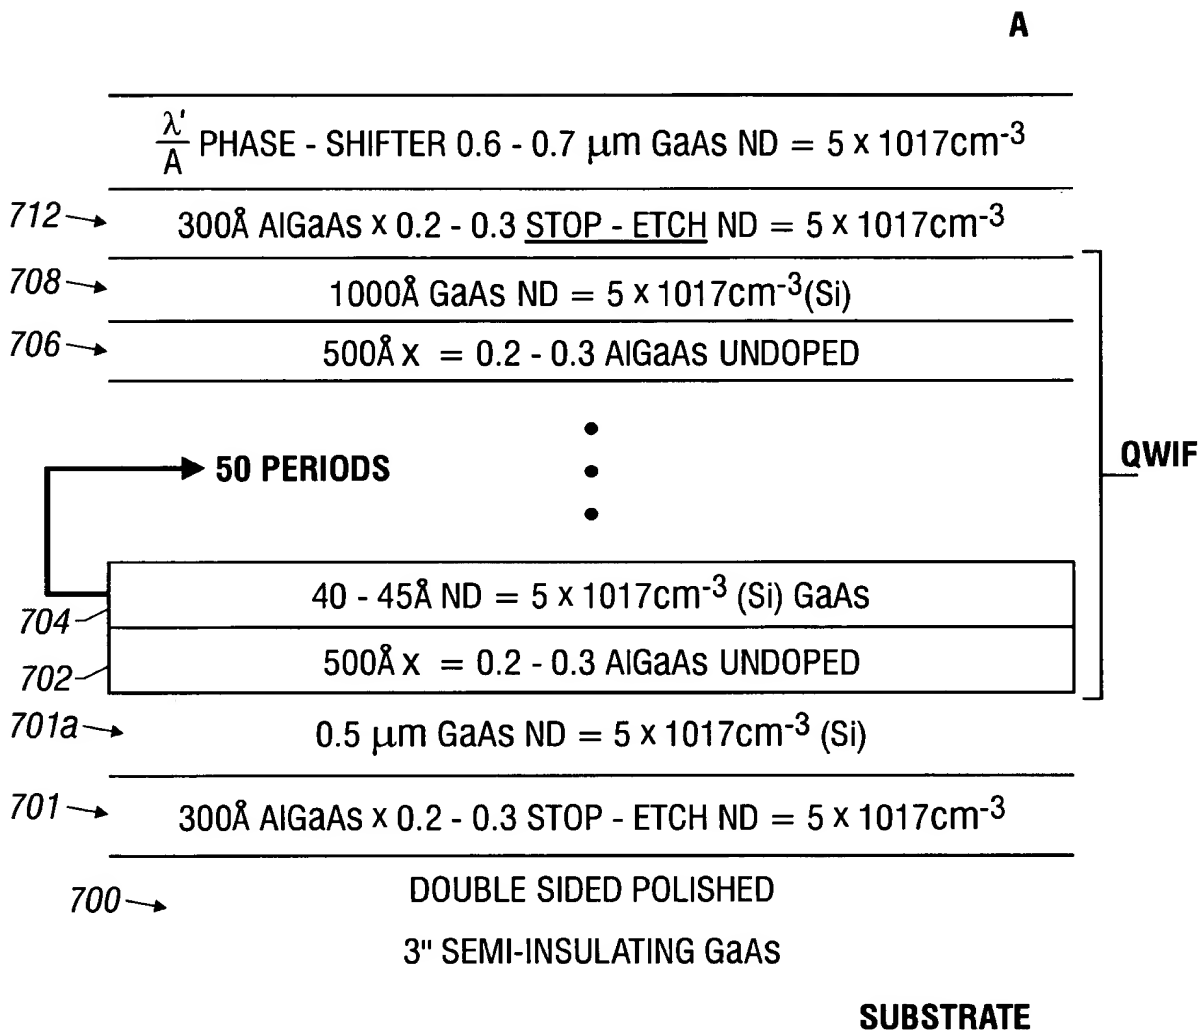 A
λ'
A PHASE - SHIFTER 0.6 - 0.7 μm GaAs ND = 5 x 1017cm-3
712 300Å AlGaAs x 0.2 - 0.3 STOP - ETCH ND = 5 x 1017cm-3
708 1000Å GaAs ND = 5 x 1017cm-3(Si)
706 500Å x = 0.2 - 0.3 AlGaAs UNDOPED
50 PERIODS
QWIF
704 40 - 45Å ND = 5 x 1017cm-3 (Si) GaAs
702 500Å x = 0.2 - 0.3 AlGaAs UNDOPED
701a 0.5 μm GaAs ND = 5 x 1017cm-3 (Si)
701 300Å AlGaAs x 0.2 - 0.3 STOP - ETCH ND = 5 x 1017cm-3
700 DOUBLE SIDED POLISHED
3" SEMI-INSULATING GaAs
SUBSTRATE